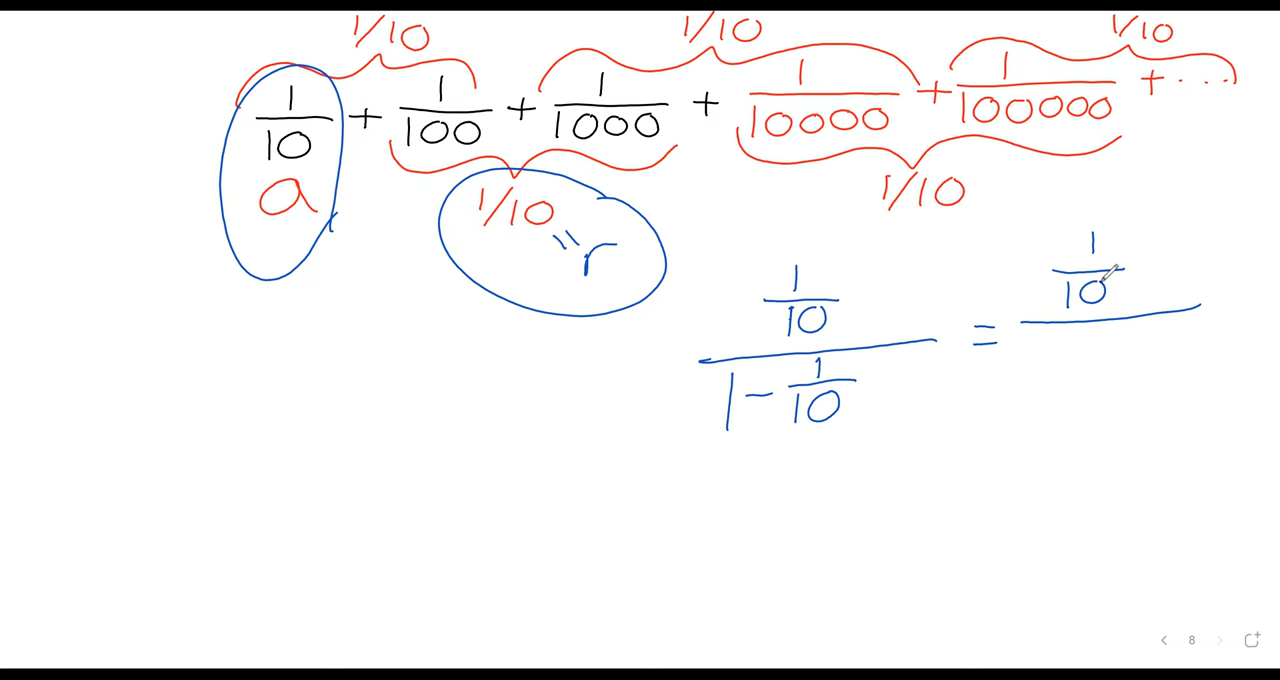 1/10 1/10 1/10
1/10 + 1/100 + 1/1000 + 1/10000 + 1/100000 + ...
a 1/10 = r 1/10
(1/10)/(1 - 1/10) = 1/10
8